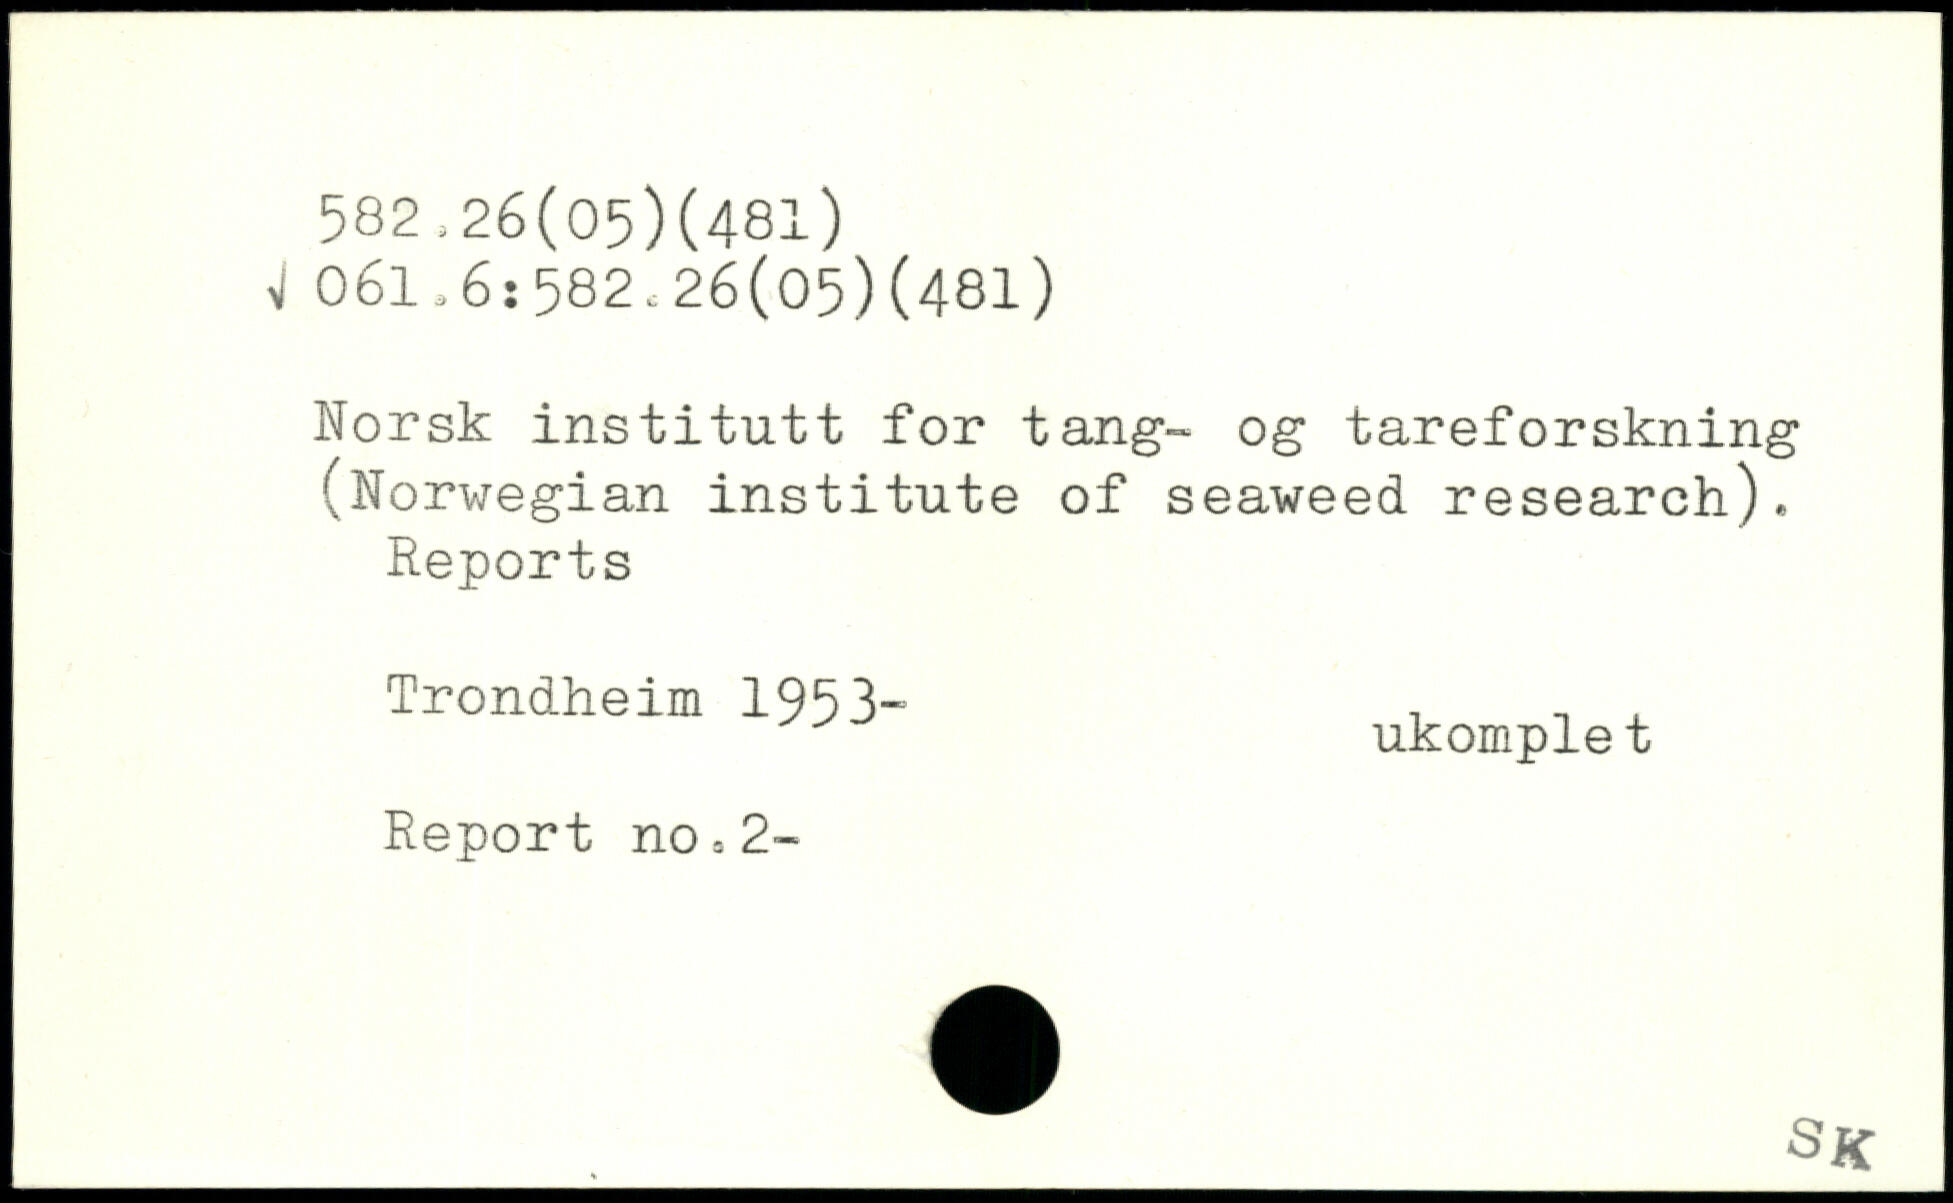 582.26(05)(481)
√ 061.6:582.26(05)(481)
Norsk institutt for tang- og tareforskning
(Norwegian institute of seaweed research).
Reports
Trondheim 1953-
ukomplet
Report no.2-
SK